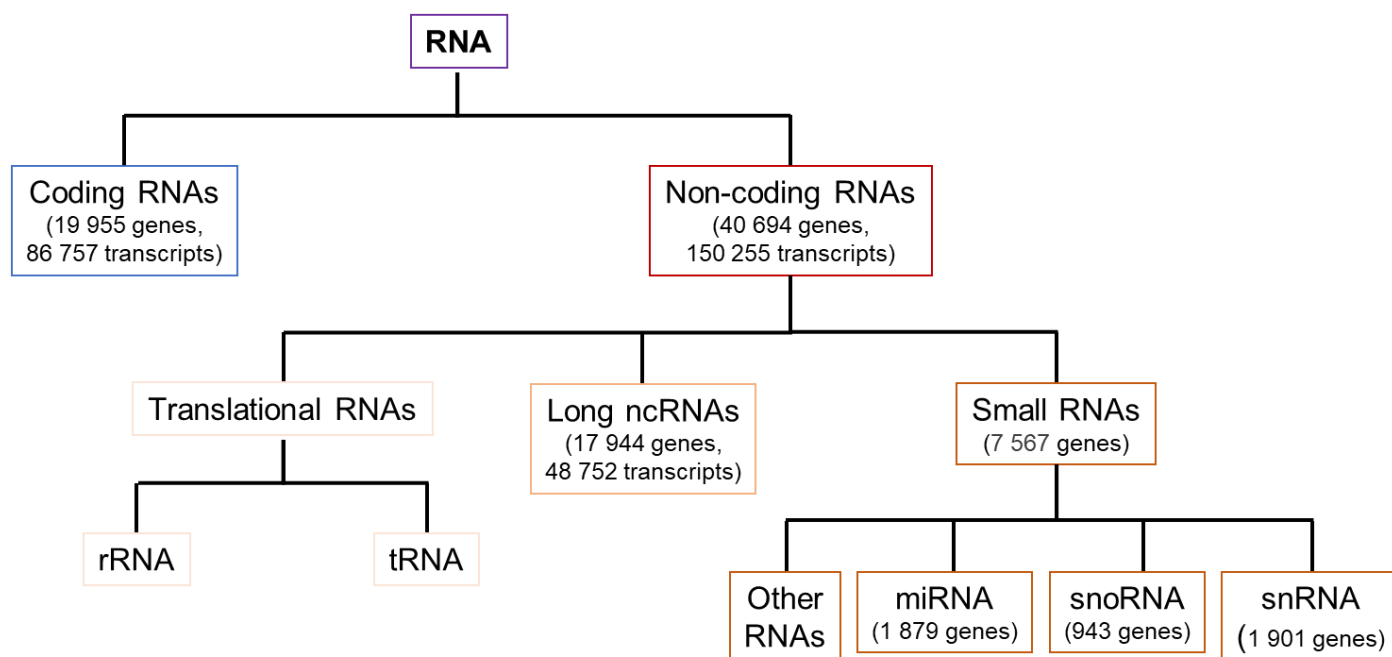 RNA
Coding RNAs
(19 955 genes,
86 757 transcripts)
Non-coding RNAs
(40 694 genes,
150 255 transcripts)
Translational RNAs
Long ncRNAs
(17 944 genes,
48 752 transcripts)
Small RNAs
(7 567 genes)
rRNA
tRNA
Other
RNAs
miRNA
(1 879 genes)
snoRNA
(943 genes)
snRNA
(1 901 genes)